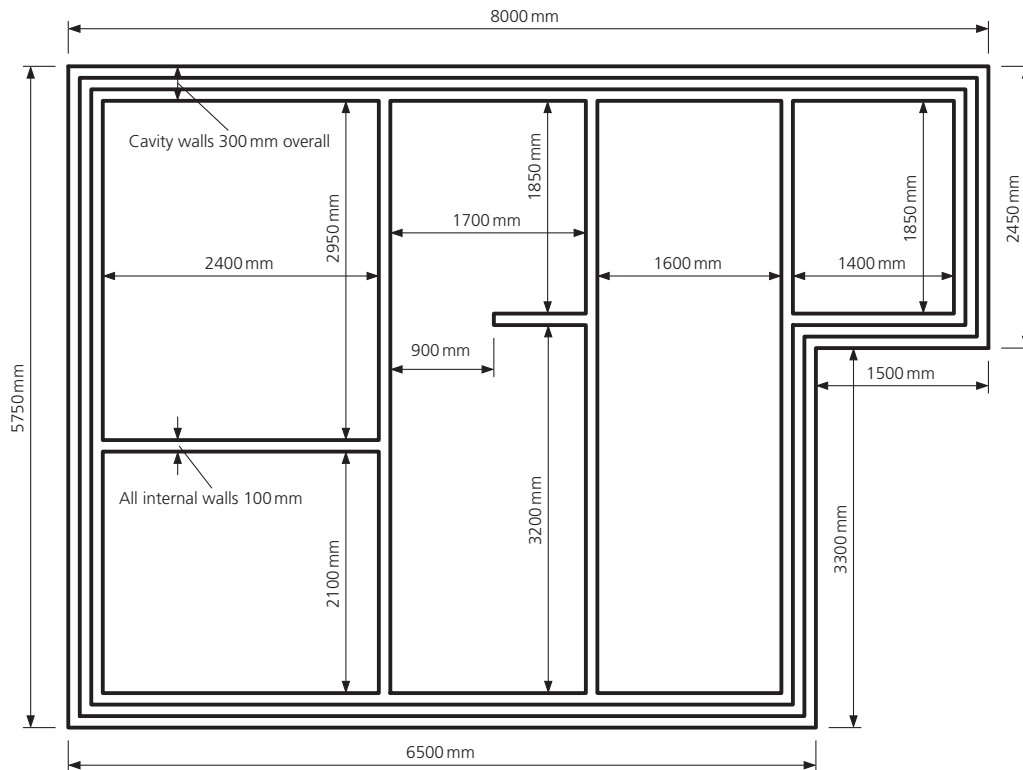 8000 mm
Cavity walls 300 mm overall
2950 mm
1850 mm
1850 mm
2450 mm
1700 mm
2400 mm
1600 mm
1400 mm
900 mm
1500 mm
5750 mm
All internal walls 100 mm
2100 mm
3200 mm
3300 mm
6500 mm